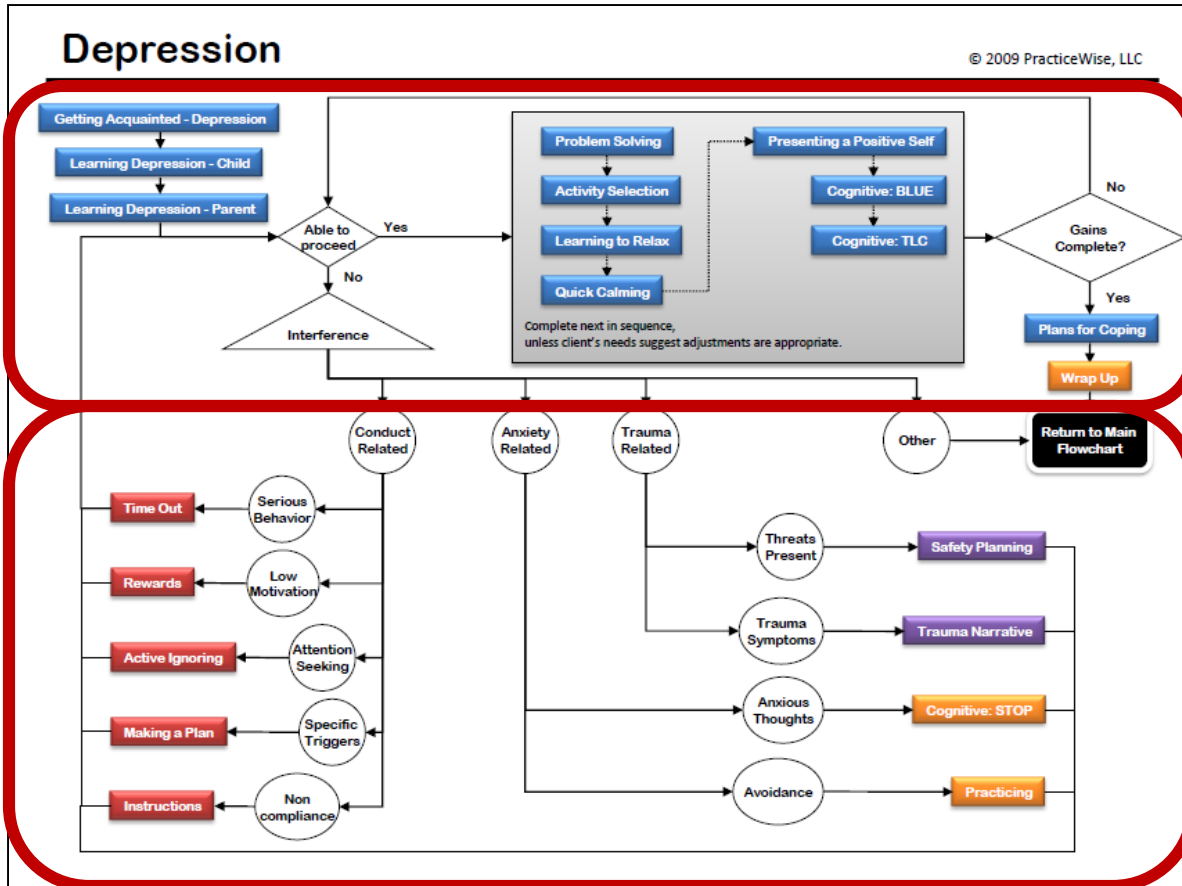 Depression
© 2009 PracticeWise, LLC
Getting Acquainted - Depression
Learning Depression - Child
Learning Depression - Parent
Able to
proceed
Yes
No
Interference
Problem Solving
Activity Selection
Learning to Relax
Quick Calming
Presenting a Positive Self
Cognitive: BLUE
Cognitive: TLC
Complete next in sequence,
unless client's needs suggest adjustments are appropriate.
No
Gains
Complete?
Yes
Plans for Coping
Wrap Up
Conduct
Related
Anxiety
Related
Trauma
Related
Other
Return to Main
Flowchart
Time Out
Serious
Behavior
Rewards
Low
Motivation
Active Ignoring
Attention
Seeking
Making a Plan
Specific
Triggers
Instructions
Non
compliance
Threats
Present
Safety Planning
Trauma
Symptoms
Trauma Narrative
Anxious
Thoughts
Cognitive: STOP
Avoidance
Practicing